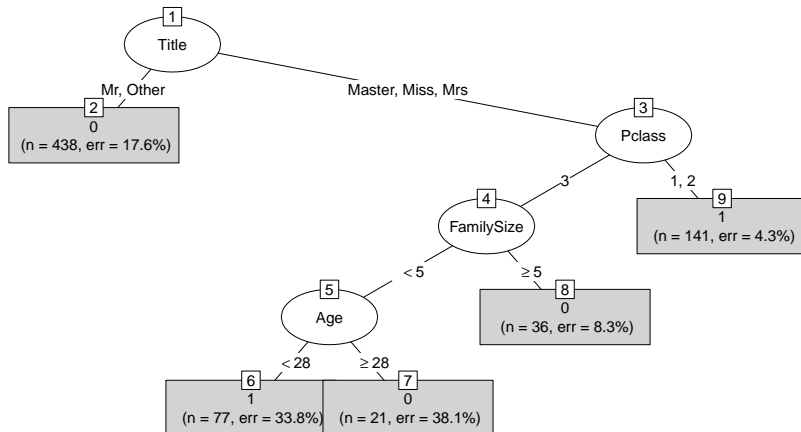 1
Title
Mr, Other
Master, Miss, Mrs
2
0
(n = 438, err = 17.6%)
3
Pclass
3
1, 2
4
FamilySize
9
1
(n = 141, err = 4.3%)
< 5
≥ 5
5
Age
8
0
(n = 36, err = 8.3%)
< 28
≥ 28
6
1
(n = 77, err = 33.8%)
7
0
(n = 21, err = 38.1%)